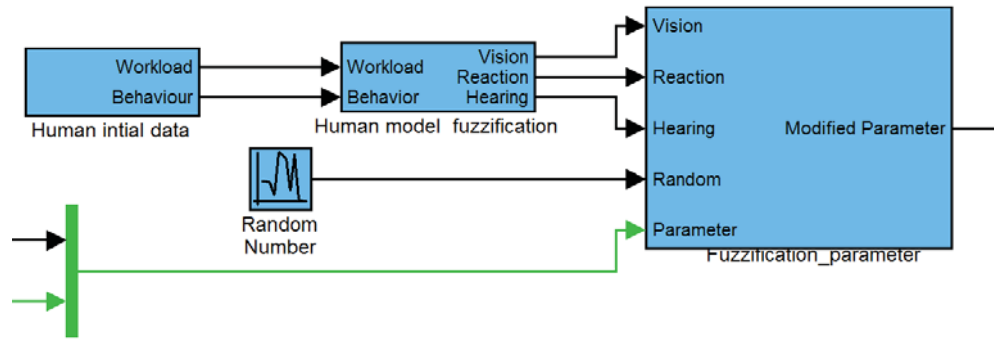 Workload
Behaviour
Human intial data
Workload
Behavior
Vision
Reaction
Hearing
Human model fuzzification
Random
Number
Vision
Reaction
Hearing
Random
Parameter
Modified Parameter
Fuzzification_parameter